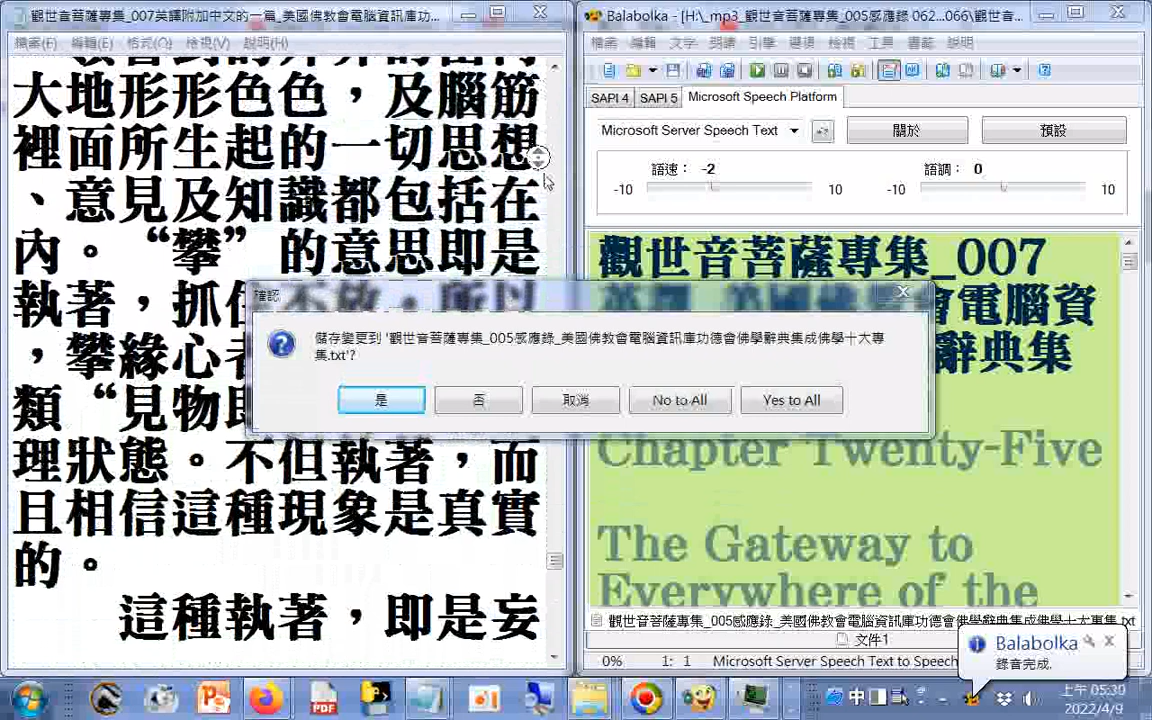 觀世音菩薩專集_007英譯附加中文的一篇_美國佛教會電腦資訊庫功...
檔案(F) 編輯(E) 格式(O) 檢視(V) 說明(H)
大地形形色色，及腦筋
裡面所生起的一切思想
、意見及知識都包括在
內。“攀”的意思即是
執著，抓住不放，所以
，攀緣心者
類“見物即
理狀態。不但執著，而
且相信這種現象是真實
的。
這種執著，即是妄
Balabolka - [H:\_mp3_觀世音菩薩專集_005感應錄 062...066\觀世音...
檔案 編輯 文字 朗讀 引擎 選項 檢視 工具 書籤 說明
SAPI 4 SAPI 5 Microsoft Speech Platform
Microsoft Server Speech Text 關於 預設
語速： -2 語調： 0
-10 10 -10 10
觀世音菩薩專集_007
會電腦資
辭典集
Chapter Twenty-Five
The Gateway to
Everywhere of the
觀世音菩薩專集_005感應錄_美國佛教會電腦資訊庫功德會佛學辭典集成佛學十大專集.txt
文件1
0% 1: 1 Microsoft Server Speech Text to Speech
確認
儲存變更到 '觀世音菩薩專集_005感應錄_美國佛教會電腦資訊庫功德會佛學辭典集成佛學十大專
集.txt'?
是 否 取消 No to All Yes to All
Balabolka
錄音完成.
中
上午 05:30
2022/4/9